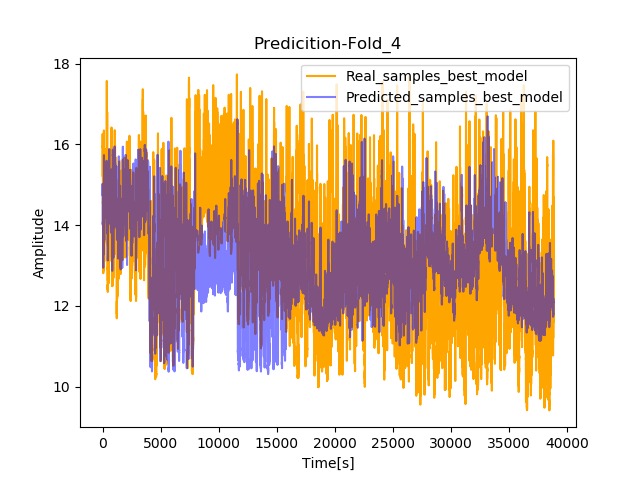 Predicition-Fold_4
Real_samples_best_model
Predicted_samples_best_model
18
16
14
12
10
Amplitude
0 5000 10000 15000 20000 25000 30000 35000 40000
Time[s]